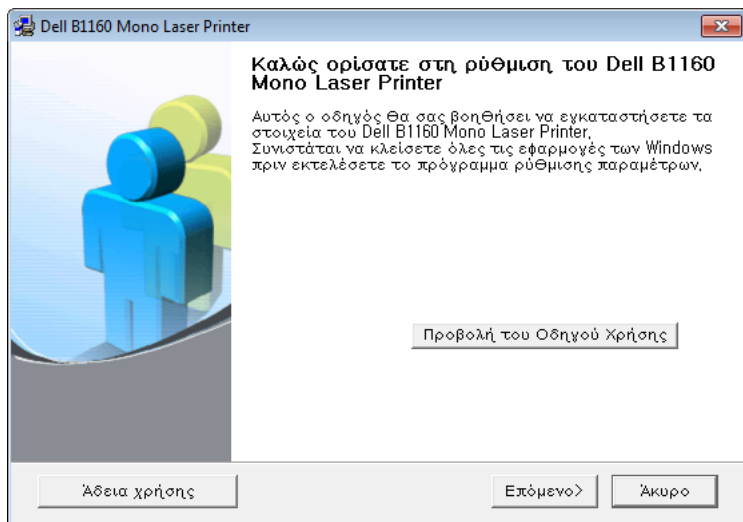 Dell B1160 Mono Laser Printer
Καλώς ορίσατε στη ρύθμιση του Dell B1160
Mono Laser Printer
Αυτός ο οδηγός θα σας βοηθήσει να εγκαταστήσετε τα
στοιχεία του Dell B1160 Mono Laser Printer,
Συνιστάται να κλείσετε όλες τις εφαρμογές των Windows
πριν εκτελέσετε το πρόγραμμα ρύθμισης παραμέτρων,
Προβολή του Οδηγού Χρήσης
Άδεια χρήσης
Επόμενο>
Άκυρο